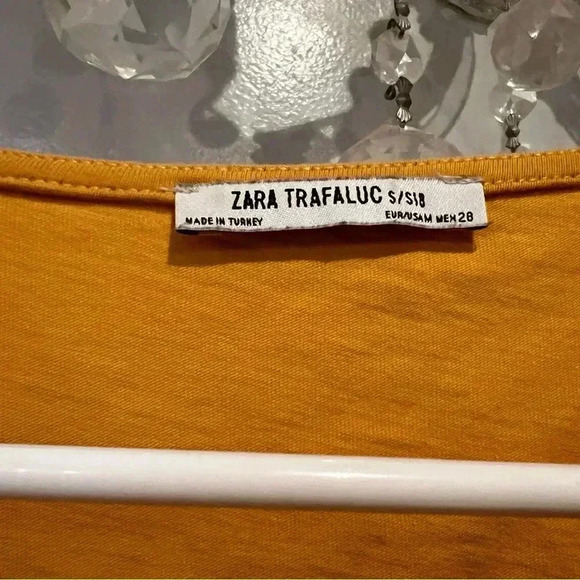 ZARA TRAFALUC S/S18
MADE IN TURKEY EUR/USA M MEX 28